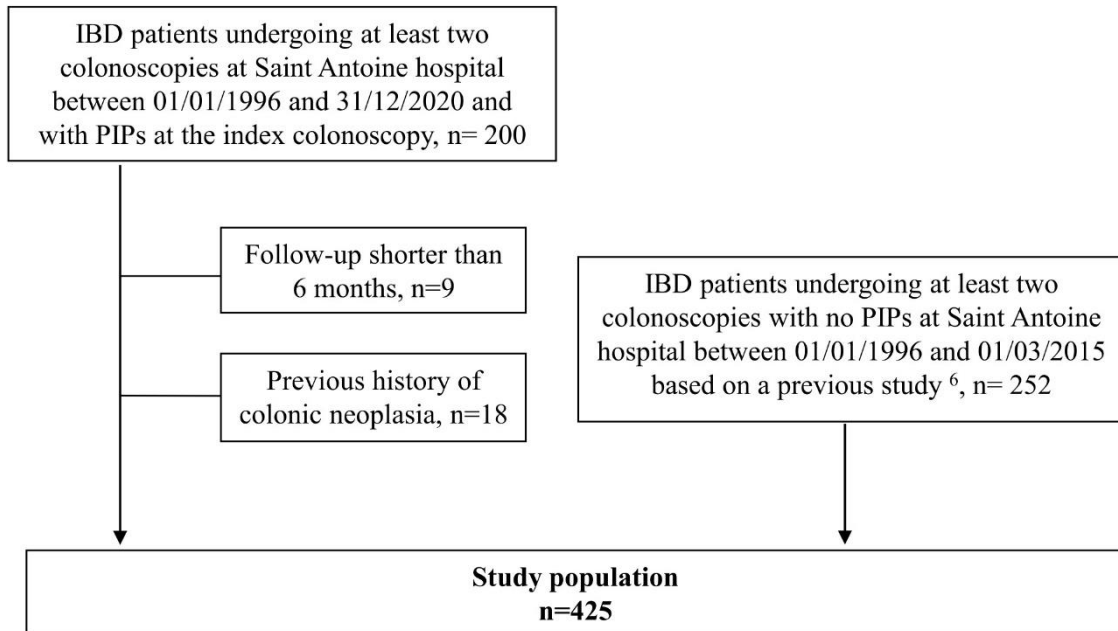 IBD patients undergoing at least two
colonoscopies at Saint Antoine hospital
between 01/01/1996 and 31/12/2020 and
with PIPs at the index colonoscopy, n= 200
Follow-up shorter than
6 months, n=9
Previous history of
colonic neoplasia, n=18
IBD patients undergoing at least two
colonoscopies with no PIPs at Saint Antoine
hospital between 01/01/1996 and 01/03/2015
based on a previous study ⁶, n= 252
Study population
n=425